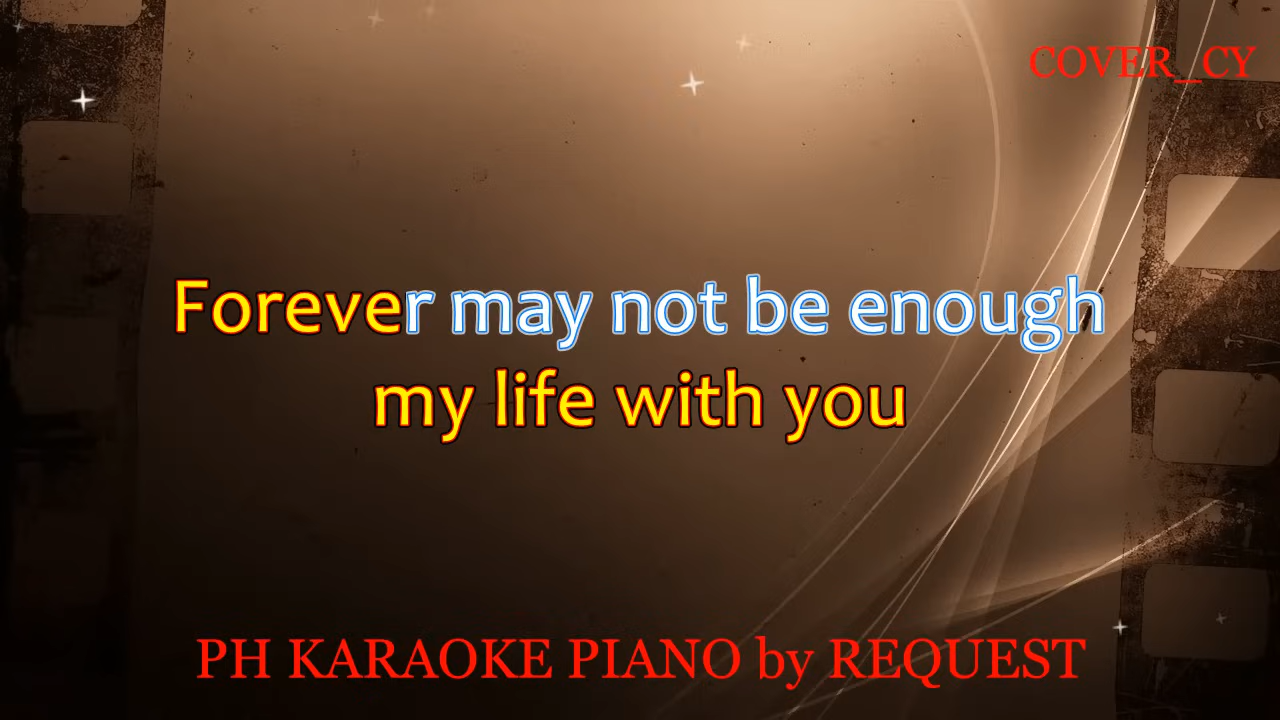 COVER_CY
Forever may not be enough
my life with you
PH KARAOKE PIANO by REQUEST